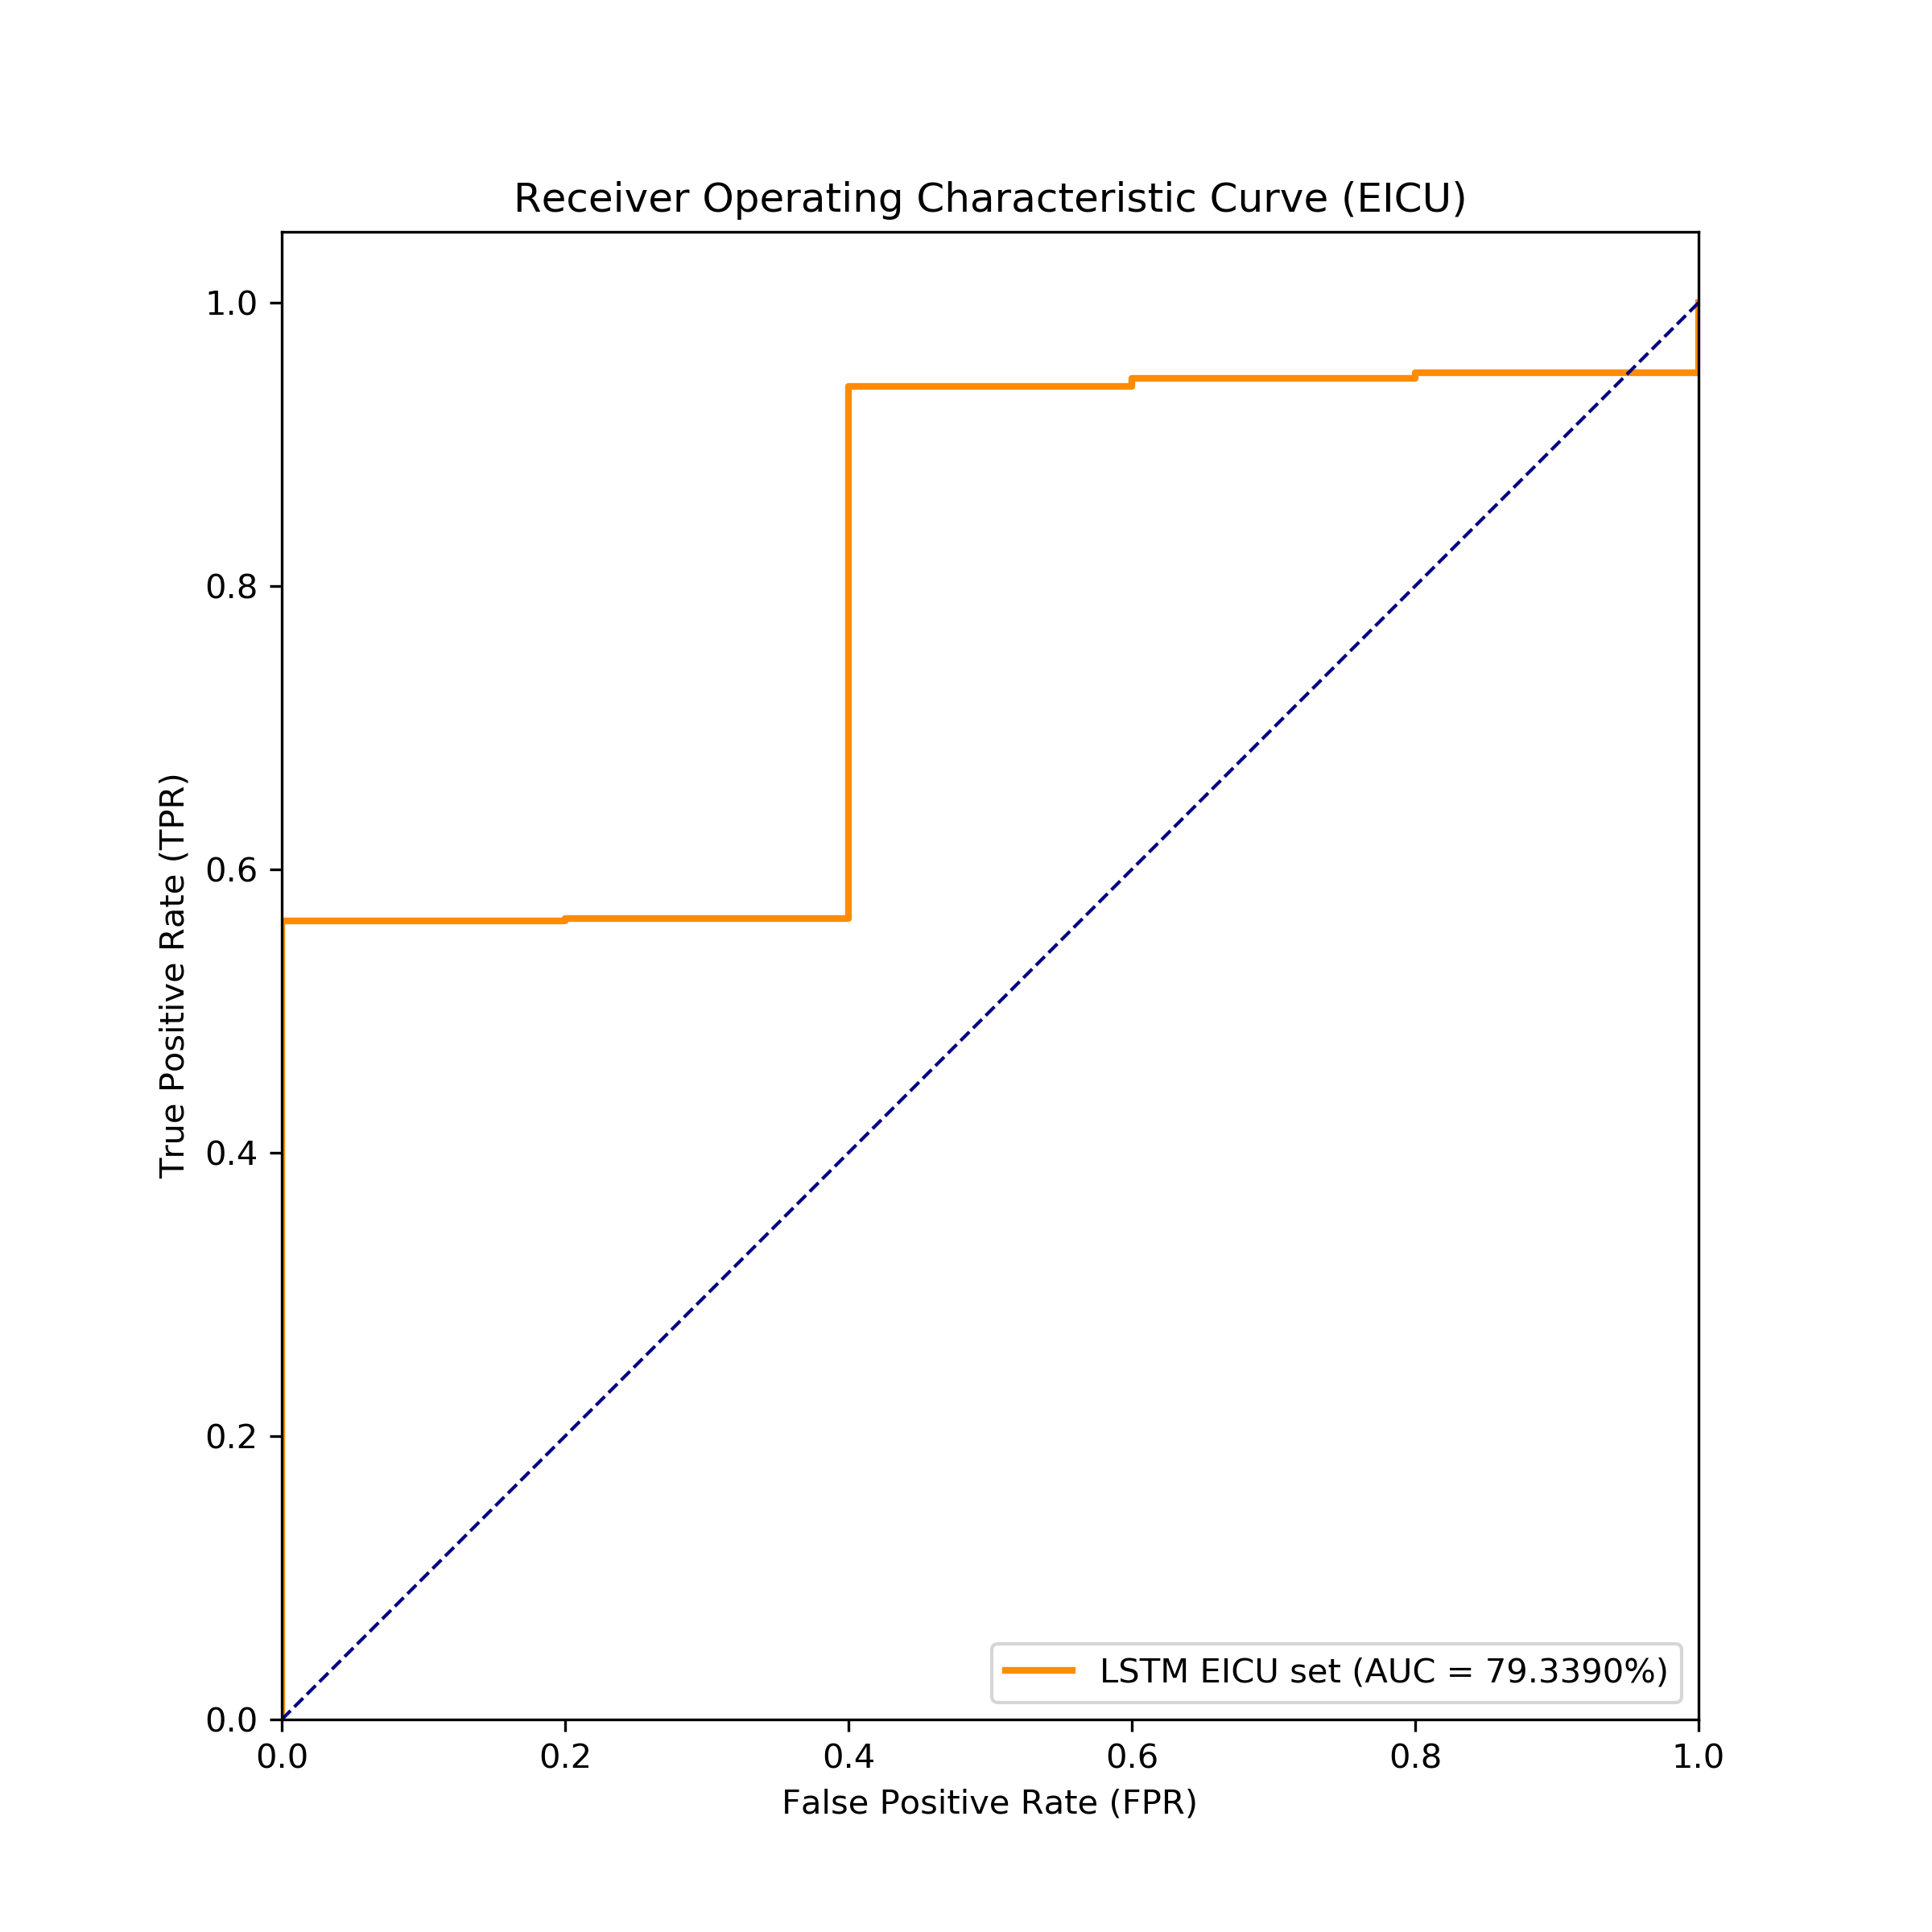 Receiver Operating Characteristic Curve (EICU)
1.0
0.8
0.6
0.4
0.2
0.0
True Positive Rate (TPR)
LSTM EICU set (AUC = 79.3390%)
0.0 0.2 0.4 0.6 0.8 1.0
False Positive Rate (FPR)